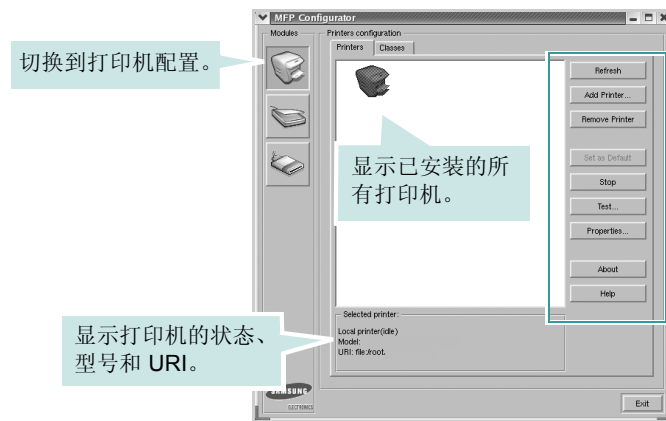 MFP Configurator
Modules
Printers configuration
Printers
Classes
切换到打印机配置。
显示已安装的所
有打印机。
Refresh
Add Printer...
Remove Printer
Set as Default
Stop
Test...
Properties...
About
Help
Selected printer:
Local printer(idle)
Model:
URI: file:/root.
显示打印机的状态、
型号和 URI。
SAMSUNG
ELECTRONICS
Exit